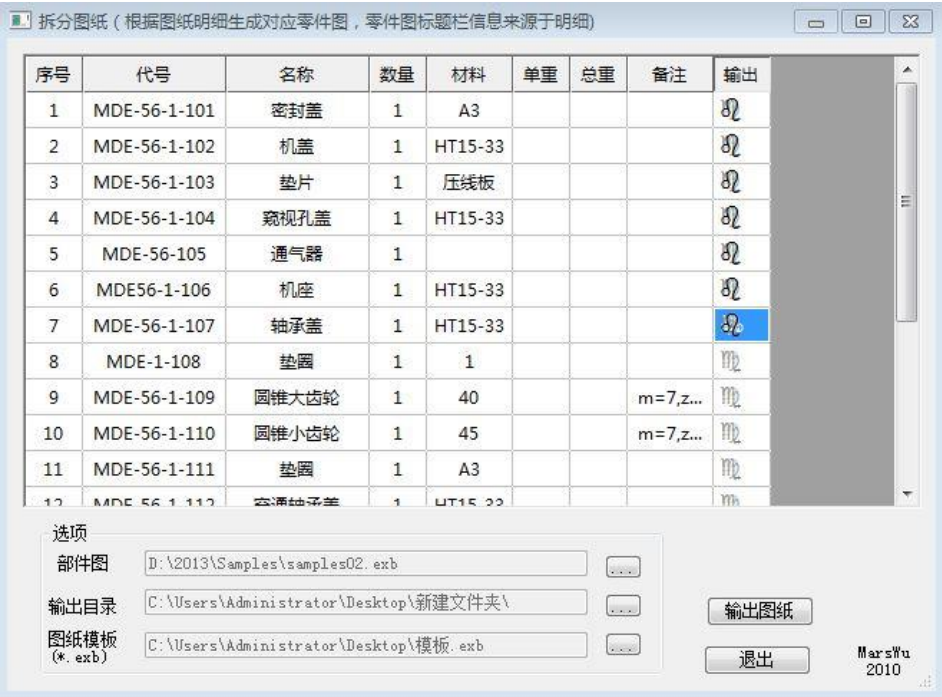 拆分图纸（根据图纸明细生成对应零件图，零件图标题栏信息来源于明细)
序号 代号 名称 数量 材料 单重 总重 备注 输出
1 MDE-56-1-101 密封盖 1 A3
2 MDE-56-1-102 机盖 1 HT15-33
3 MDE-56-1-103 垫片 1 压线板
4 MDE-56-1-104 窥视孔盖 1 HT15-33
5 MDE-56-105 通气器 1
6 MDE56-1-106 机座 1 HT15-33
7 MDE-56-1-107 轴承盖 1 HT15-33
8 MDE-1-108 垫圈 1 1
9 MDE-56-1-109 圆锥大齿轮 1 40 m=7,z...
10 MDE-56-1-110 圆锥小齿轮 1 45 m=7,z...
11 MDE-56-1-111 垫圈 1 A3
12 MDE-56-1-112 1 HT15-33
选项
部件图 D:\2013\Samples\samples02.exb ...
输出目录 C:\Users\Administrator\Desktop\新建文件夹\ ...
输出图纸
图纸模板 C:\Users\Administrator\Desktop\模板.exb ...
(*.exb)
退出
MarsWu
2010